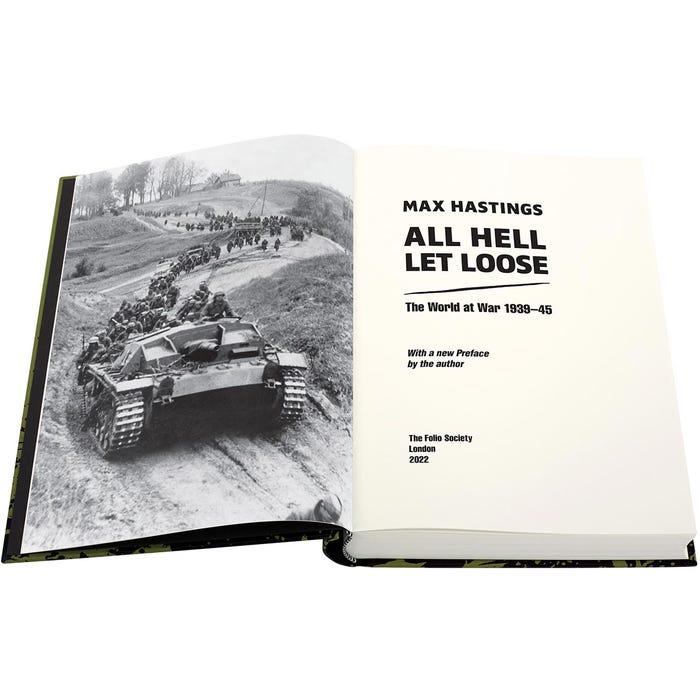 MAX HASTINGS
ALL HELL
LET LOOSE
The World at War 1939–45
With a new Preface
by the author
The Folio Society
London
2022